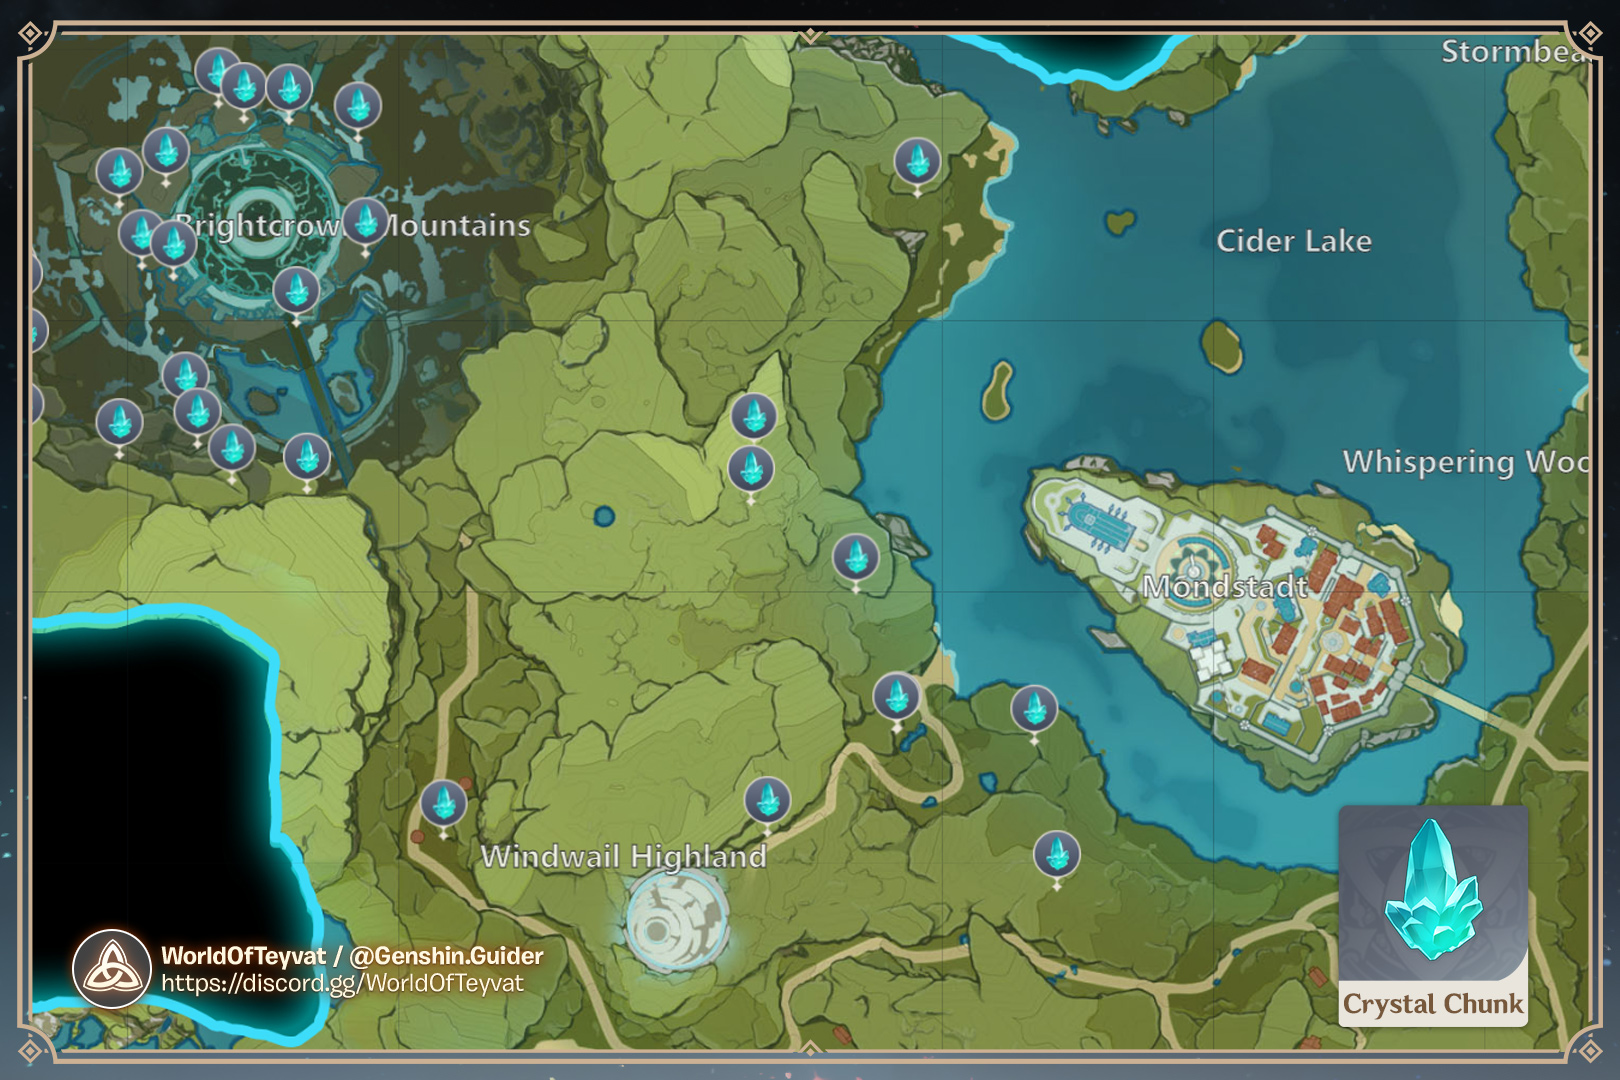 Stormbea
Brightcrow Mountains
Cider Lake
Whispering Woo
Mondstadt
Windwail Highland
WorldOfTeyvat / @Genshin.Guider
https://discord.gg/WorldOfTeyvat
Crystal Chunk